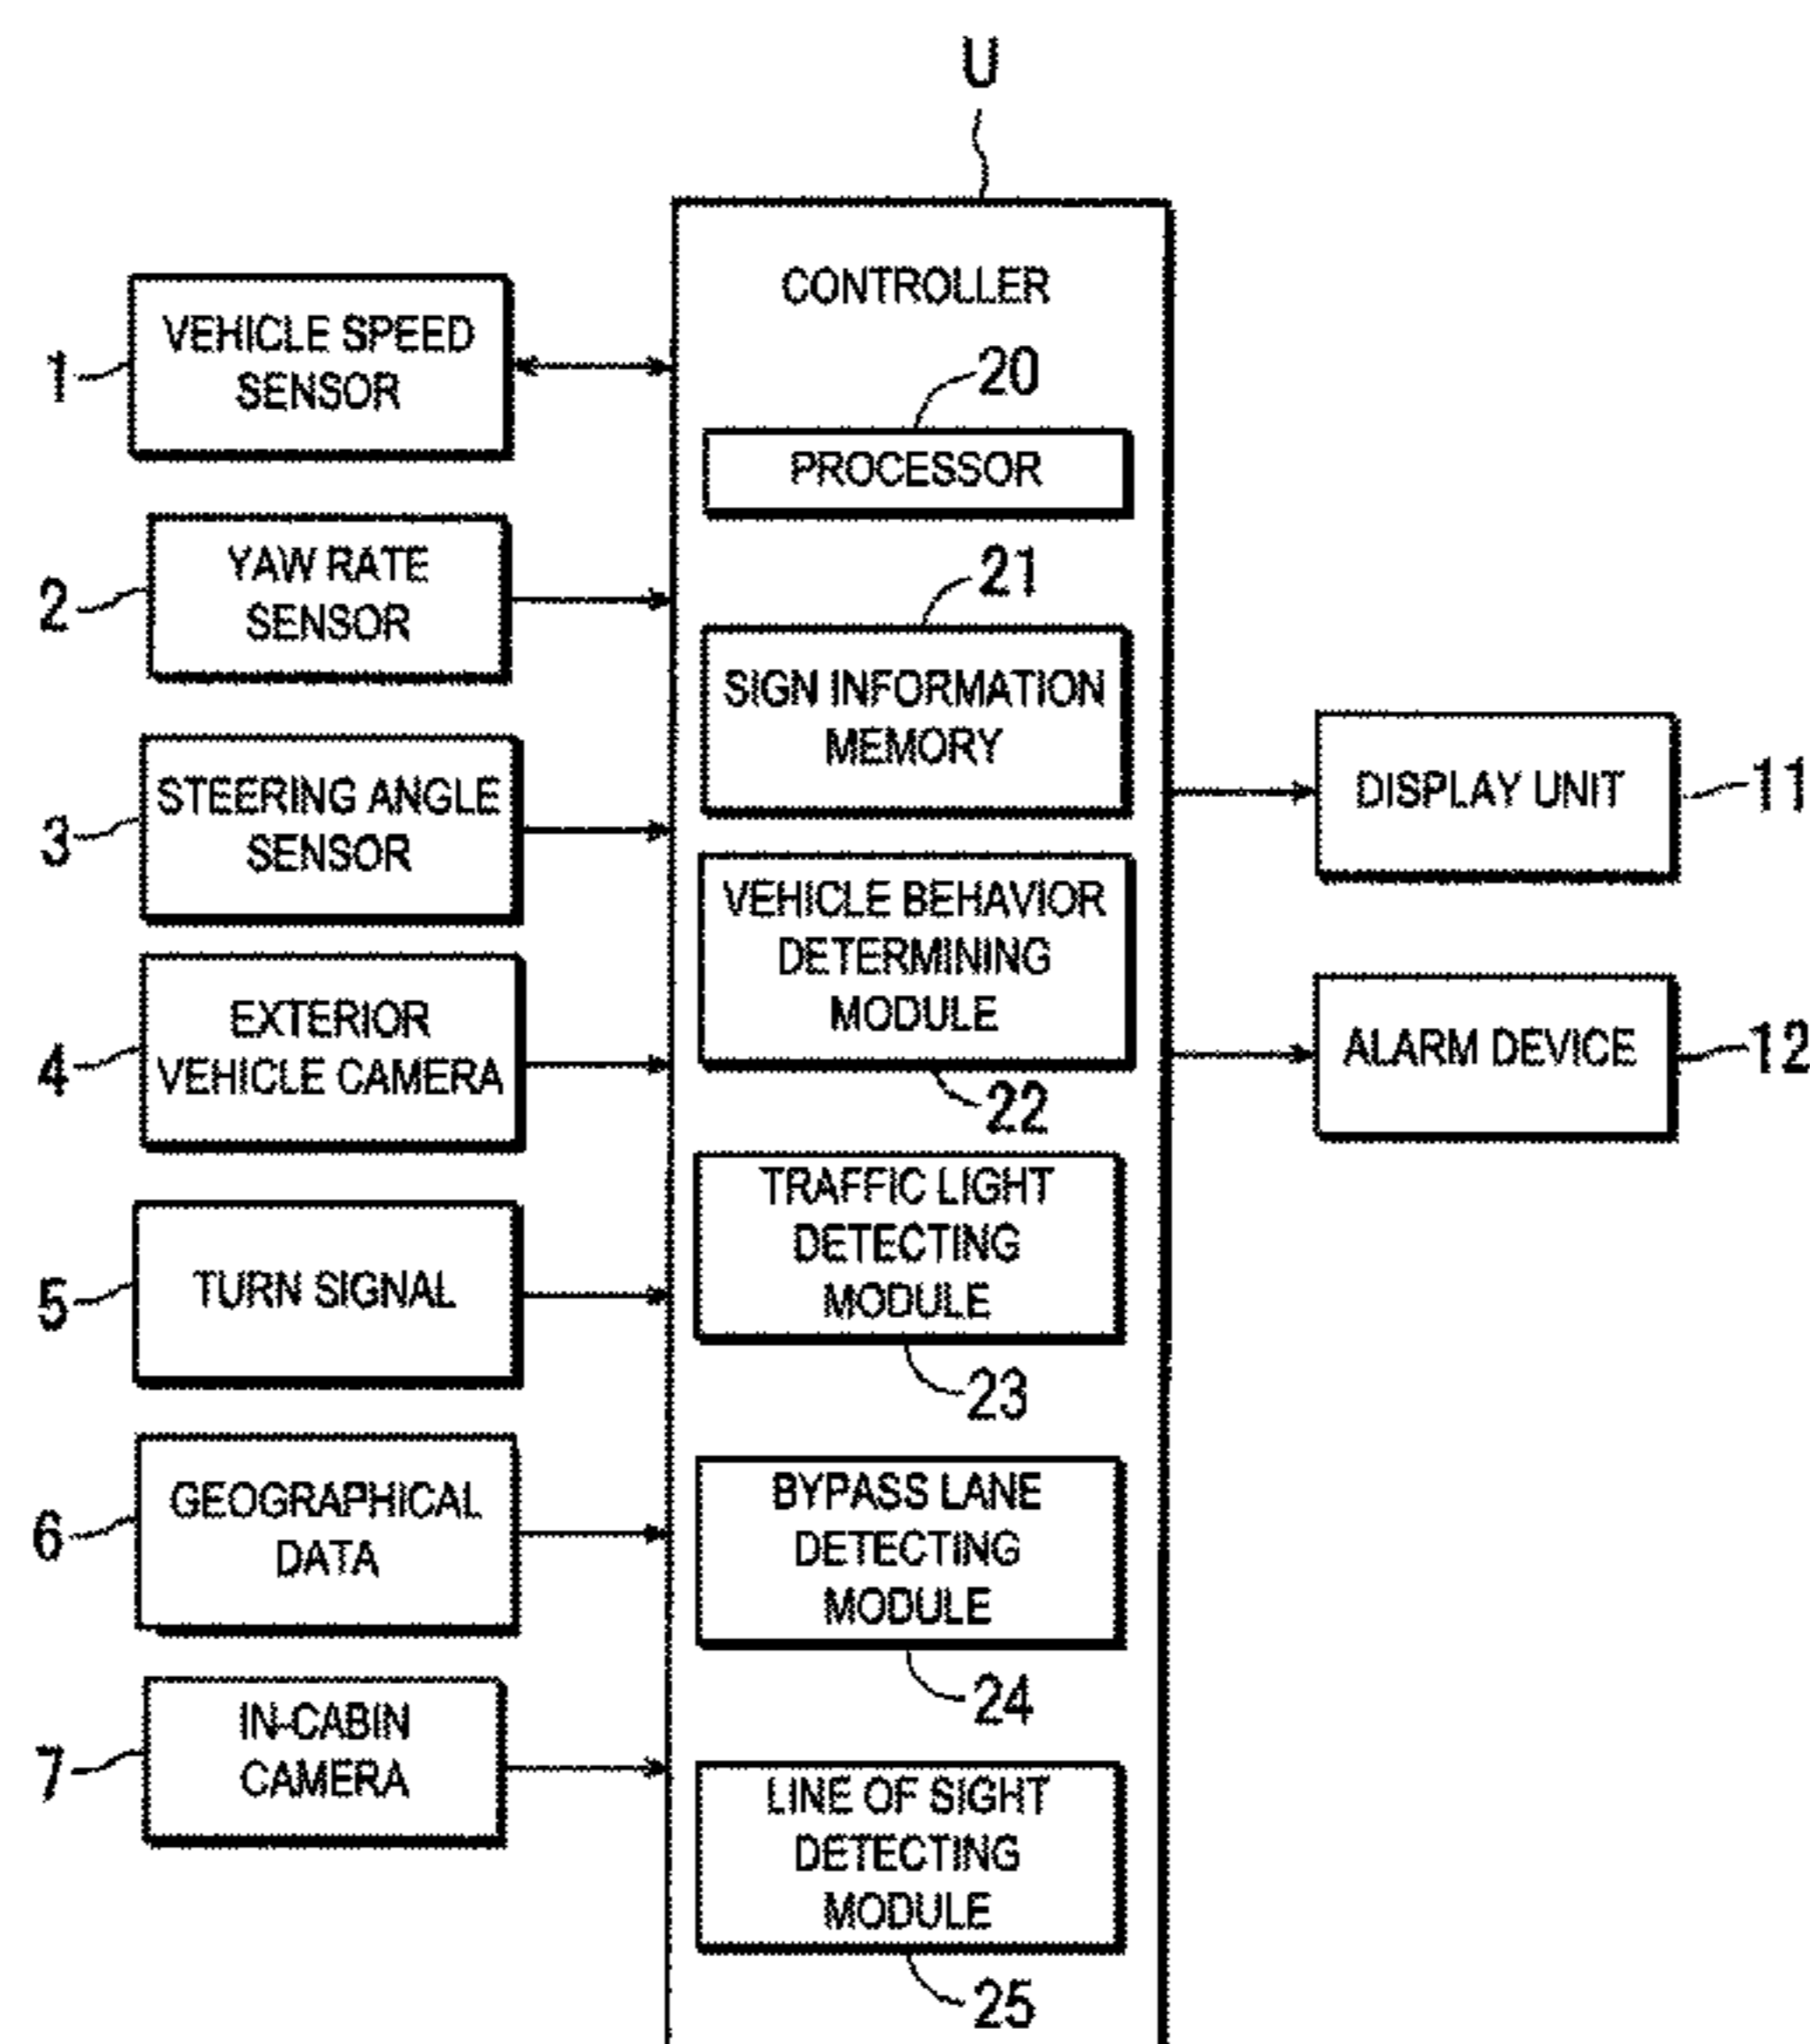 U
CONTROLLER
1
VEHICLE SPEED
SENSOR
2
YAW RATE
SENSOR
3
STEERING ANGLE
SENSOR
4
EXTERIOR
VEHICLE CAMERA
5
TURN SIGNAL
6
GEOGRAPHICAL
DATA
7
IN-CABIN
CAMERA
20
PROCESSOR
21
SIGN INFORMATION
MEMORY
VEHICLE BEHAVIOR
DETERMINING
MODULE
22
TRAFFIC LIGHT
DETECTING
MODULE
23
BYPASS LANE
DETECTING
MODULE
24
LINE OF SIGHT
DETECTING
MODULE
25
DISPLAY UNIT
11
ALARM DEVICE
12